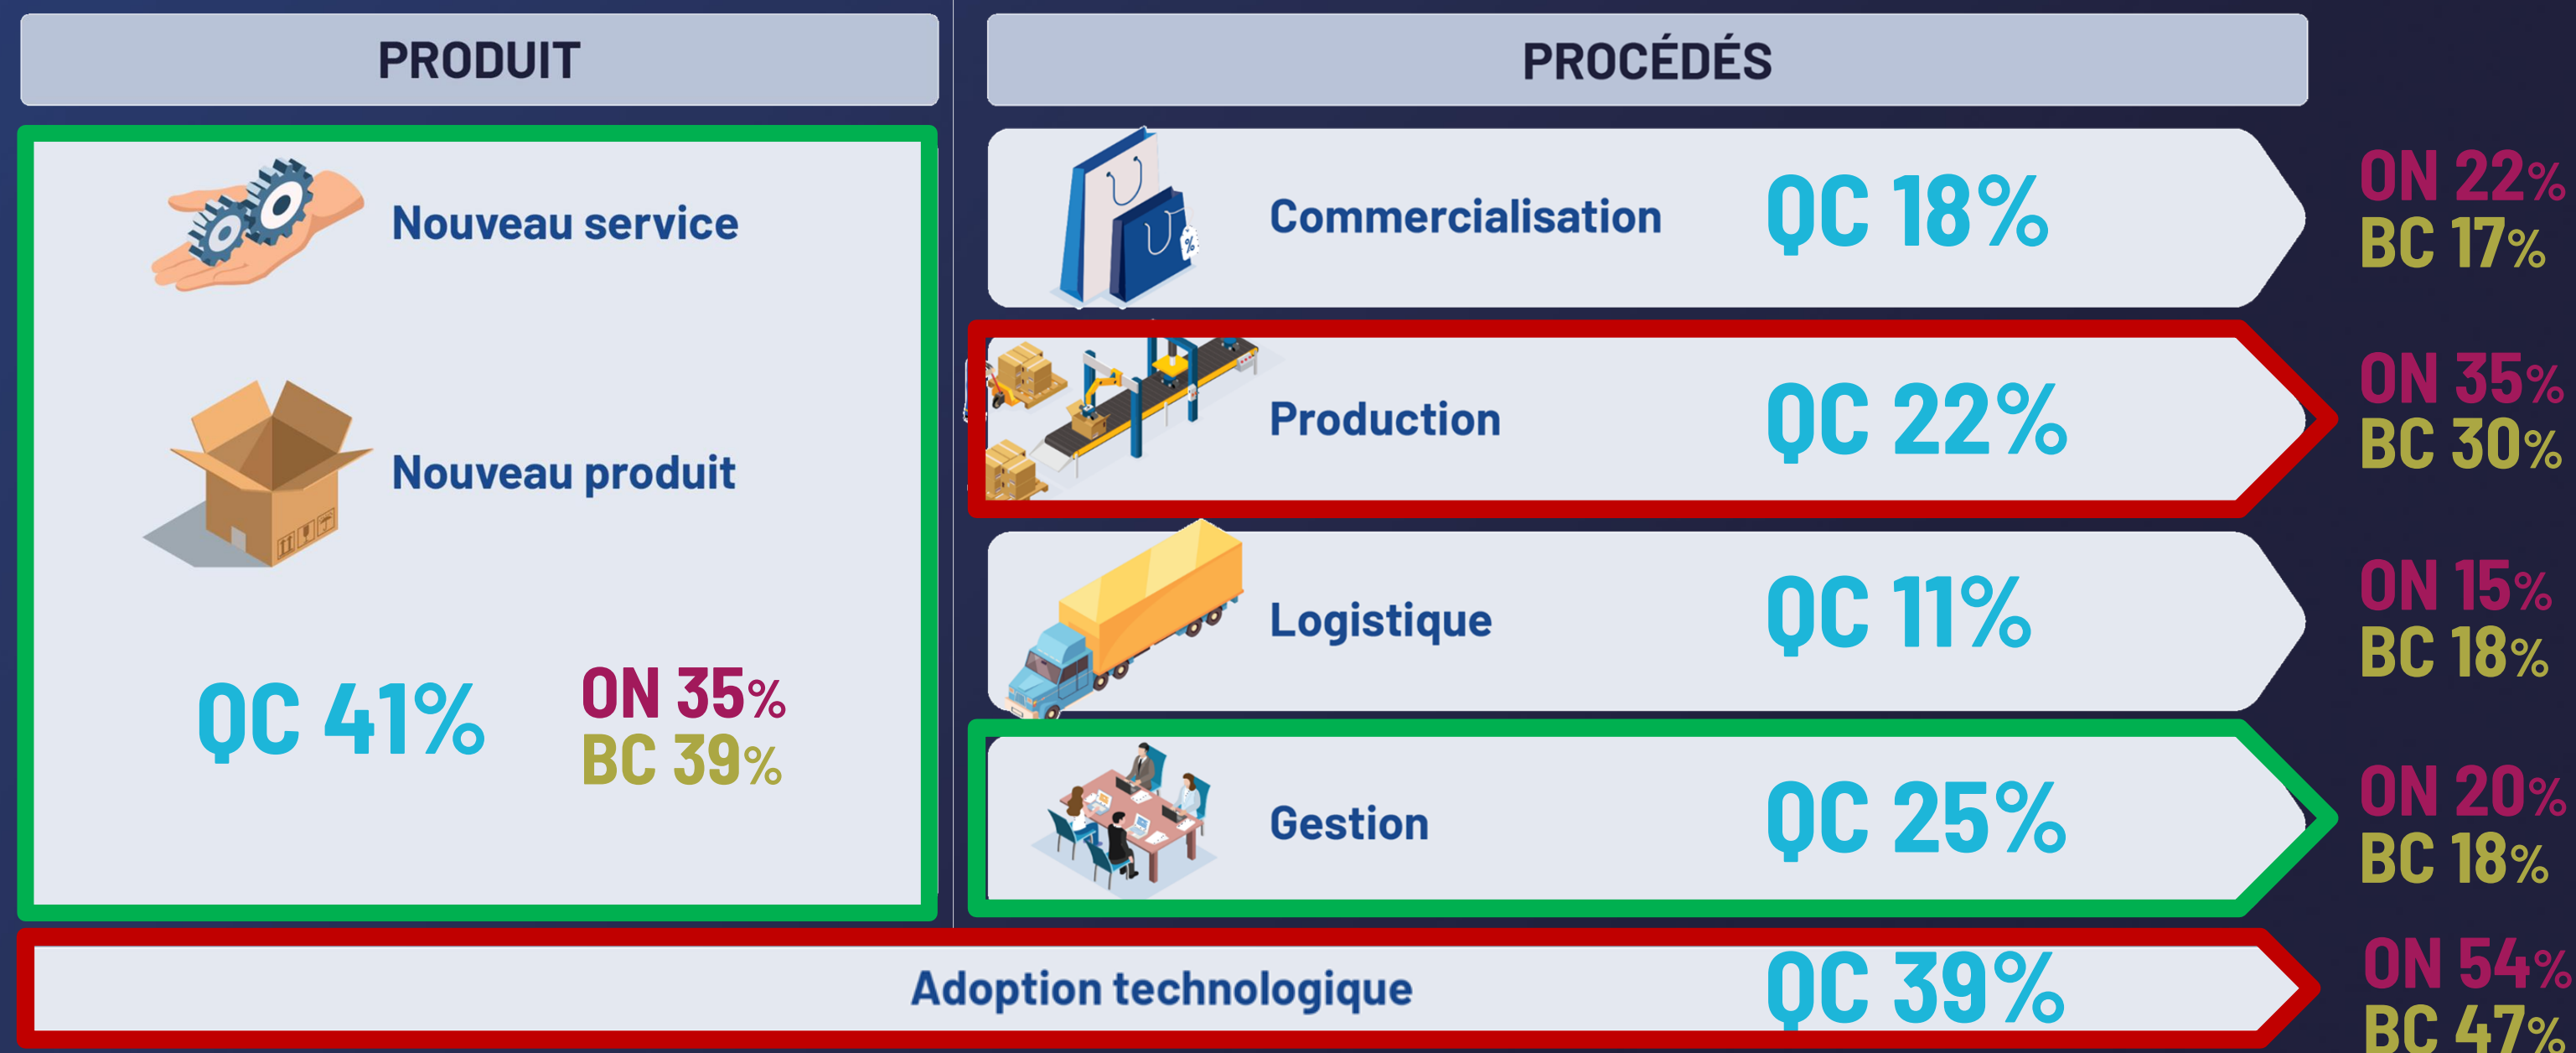 PRODUIT
Nouveau service
Nouveau produit
QC 41%
ON 35%
BC 39%
PROCÉDÉS
Commercialisation
QC 18%
ON 22%
BC 17%
%
Production
QC 22%
ON 35%
BC 30%
Logistique
QC 11%
ON 15%
BC 18%
Gestion
QC 25%
ON 20%
BC 18%
Adoption technologique
QC 39%
ON 54%
BC 47%